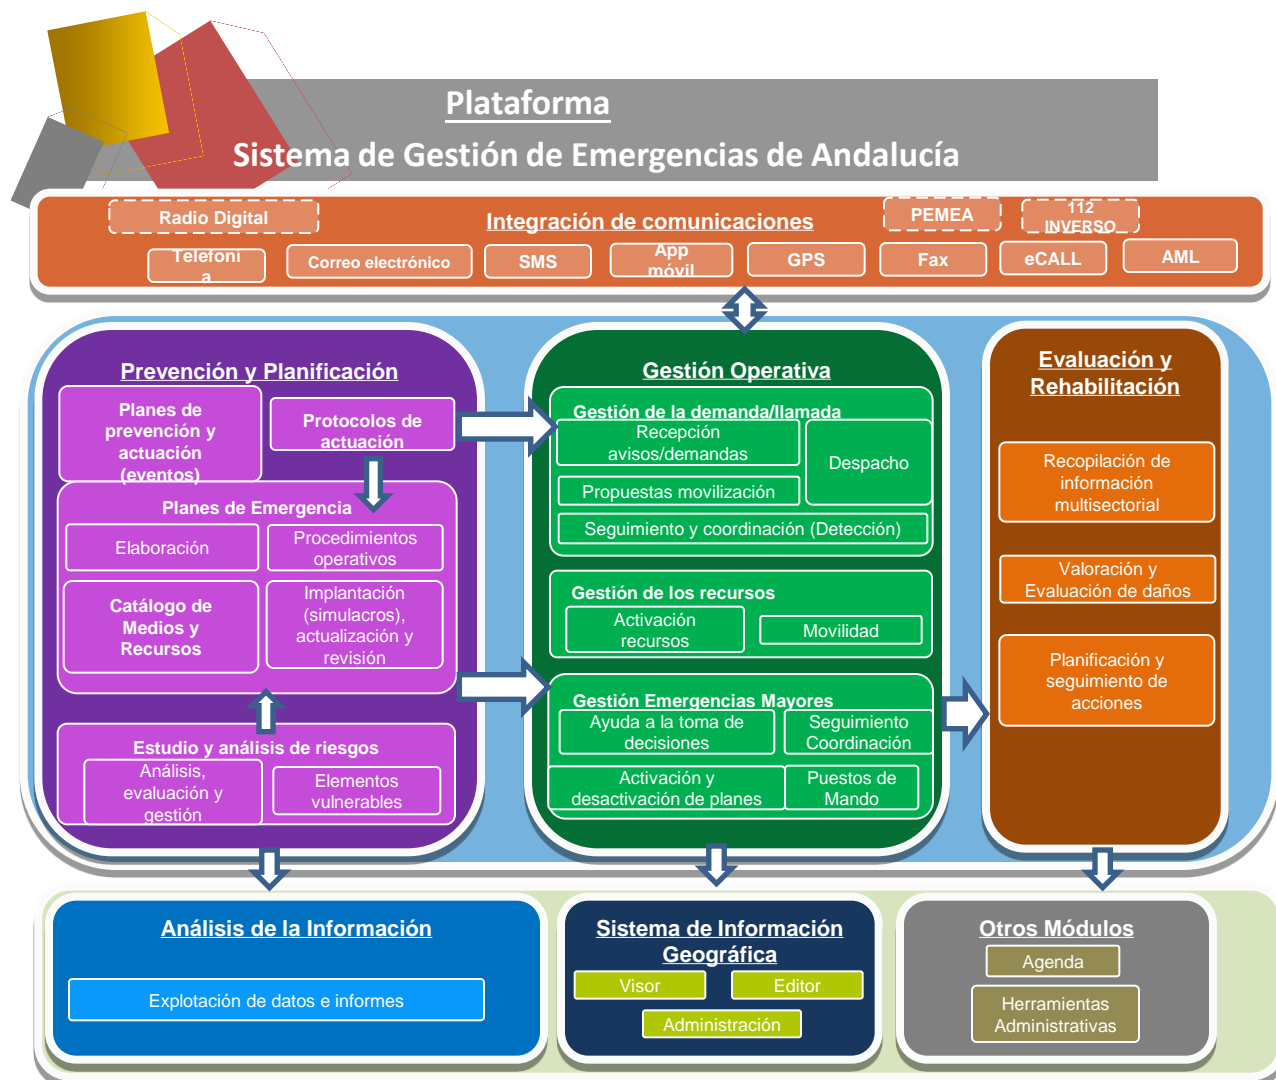 Plataforma
Sistema de Gestión de Emergencias de Andalucía
Radio Digital
Integración de comunicaciones
PEMEA
112
INVERSO
Telefoní
a
Correo electrónico
SMS
App
móvil
GPS
Fax
eCALL
AML
Prevención y Planificación
Planes de
prevención y
actuación
(eventos)
Protocolos de
actuación
Planes de Emergencia
Elaboración
Procedimientos
operativos
Catálogo de
Medios y
Recursos
Implantación
(simulacros),
actualización y
revisión
Estudio y análisis de riesgos
Análisis,
evaluación y
gestión
Elementos
vulnerables
Gestión Operativa
Gestión de la demanda/llamada
Recepción
avisos/demandas
Despacho
Propuestas movilización
Seguimiento y coordinación (Detección)
Gestión de los recursos
Activación
recursos
Movilidad
Gestión Emergencias Mayores
Ayuda a la toma de
decisiones
Seguimiento
Coordinación
Activación y
desactivación de planes
Puestos de
Mando
Evaluación y
Rehabilitación
Recopilación de
información
multisectorial
Valoración y
Evaluación de daños
Planificación y
seguimiento de
acciones
Análisis de la Información
Explotación de datos e informes
Sistema de Información
Geográfica
Visor
Editor
Administración
Otros Módulos
Agenda
Herramientas
Administrativas